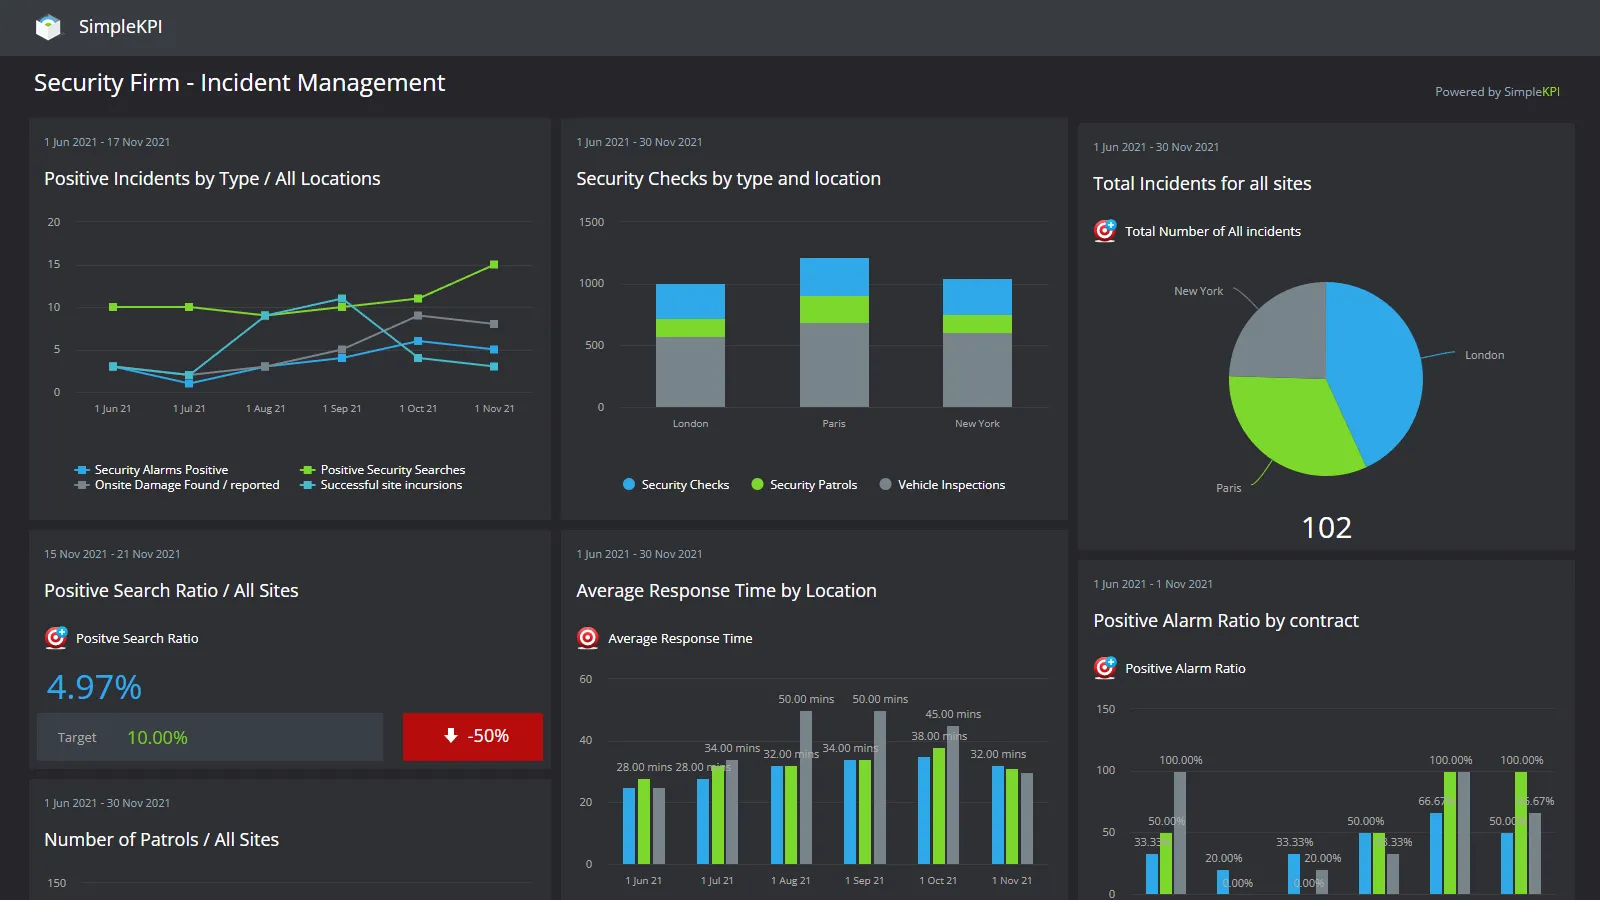 SimpleKPI
Security Firm - Incident Management
Powered by SimpleKPI
1 Jun 2021 - 17 Nov 2021
Positive Incidents by Type / All Locations
20
15
10
5
0
1 Jun 21 1 Jul 21 1 Aug 21 1 Sep 21 1 Oct 21 1 Nov 21
Security Alarms Positive Positive Security Searches
Onsite Damage Found / reported Successful site incursions
1 Jun 2021 - 30 Nov 2021
Security Checks by type and location
1500
1000
500
0
London Paris New York
Security Checks Security Patrols Vehicle Inspections
1 Jun 2021 - 30 Nov 2021
Total Incidents for all sites
Total Number of All incidents
New York
London
Paris
102
15 Nov 2021 - 21 Nov 2021
Positive Search Ratio / All Sites
Positve Search Ratio
4.97%
Target 10.00% -50%
1 Jun 2021 - 30 Nov 2021
Average Response Time by Location
Average Response Time
60
50.00 mins 50.00 mins
45.00 mins
40
38.00 mins
34.00 mins 32.00 mins 34.00 mins 32.00 mins
28.00 mins 28.00 mins
20
0
1 Jun 21 1 Jul 21 1 Aug 21 1 Sep 21 1 Oct 21 1 Nov 21
1 Jun 2021 - 1 Nov 2021
Positive Alarm Ratio by contract
Positive Alarm Ratio
150
100.00% 100.00% 100.00%
100
66.67%
50.00% 50.00%
50
33.33% 33.33%
20.00% 20.00%
0.00% 0.00%
0
1 Jun 2021 - 30 Nov 2021
Number of Patrols / All Sites
150